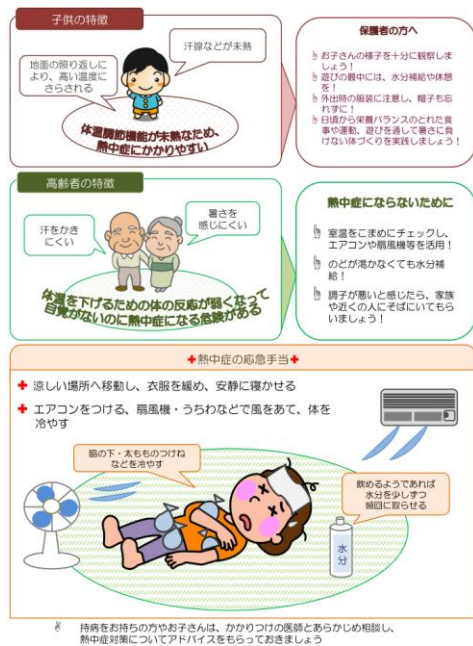 子供の特徴
汗腺などが未熟
地面の照り返しに
より、高い温度に
さらされる
体温調節機能が未熟なため、
熱中症にかかりやすい
保護者の方へ
お子さんの様子を十分に観察し
ましょう！
遊びの最中には、水分補給や休憩
を！
外出時の服装に注意し、帽子も忘
れずに！
日頃から栄養バランスのとれた食
事や運動、遊びを通して暑さに負
けない体づくりを実践しましょう！
高齢者の特徴
汗をかき
にくい
暑さを
感じにくい
体温を下げるための体の反応が弱くなって
自覚がないのに熱中症になる危険がある
熱中症にならないために
室温をこまめにチェックし、
エアコンや扇風機等を活用！
のどが渇かなくても水分補
給！
調子が悪いと感じたら、家族
や近くの人にそばにいてもら
いましょう！
熱中症の応急手当
涼しい場所へ移動し、衣服を緩め、安静に寝かせる
エアコンをつける、扇風機・うちわなどで風をあて、体を
冷やす
脇の下・太もものつけね
などを冷やす
飲めるようであれば
水分を少しずつ
頻回に取らせる
水分
持病をお持ちの方やお子さんは、かかりつけの医師とあらかじめ相談し、
熱中症対策についてアドバイスをもらっておきましょう